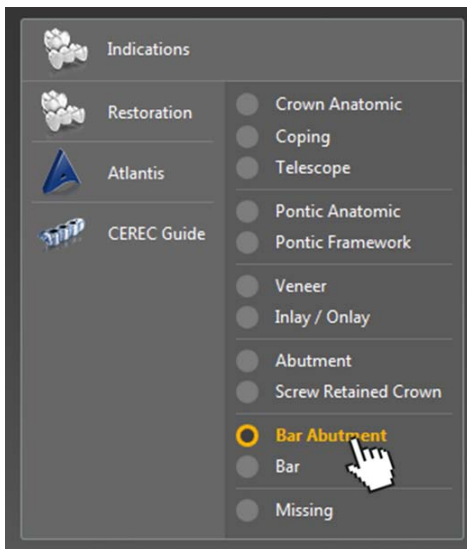 Indications
Restoration
Atlantis
CEREC Guide
Crown Anatomic
Coping
Telescope
Pontic Anatomic
Pontic Framework
Veneer
Inlay / Onlay
Abutment
Screw Retained Crown
Bar Abutment
Bar
Missing